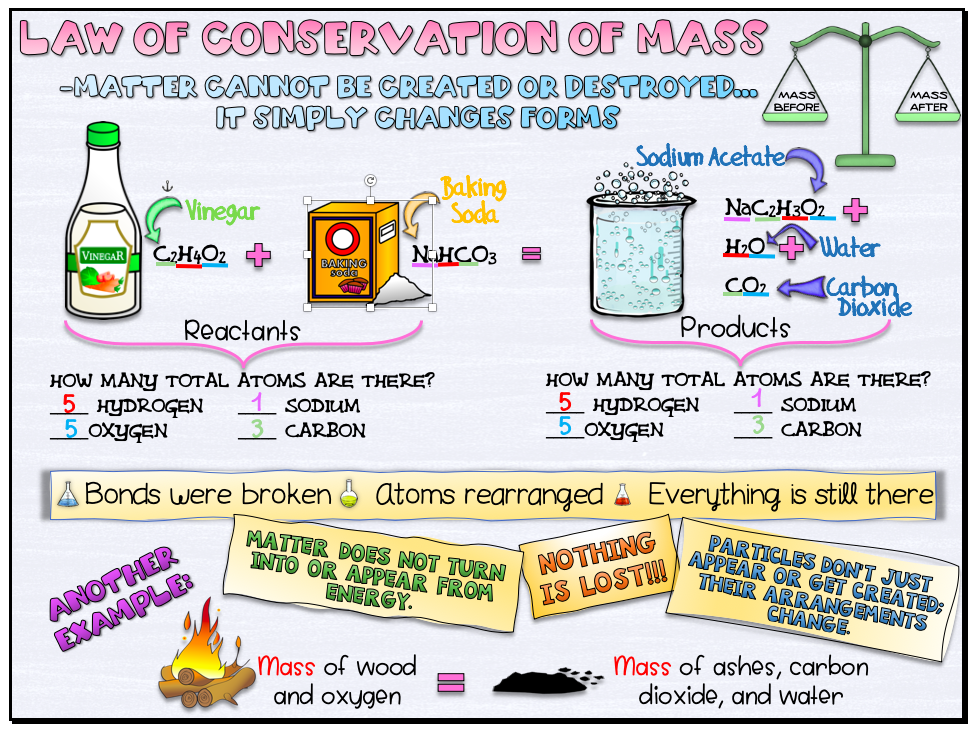 LAW OF CONSERVATION OF MASS
-MATTER CANNOT BE CREATED OR DESTROYED...
IT SIMPLY CHANGES FORMS
MASS BEFORE
MASS AFTER
Sodium Acetate
Baking
Soda
Vinegar
NaC2H3O2 +
C2H4O2 + NaHCO3 =
H2O + Water
VINEGAR
BAKING
soda
CO2
Carbon
Dioxide
Reactants
Products
HOW MANY TOTAL ATOMS ARE THERE?
5 HYDROGEN 1 SODIUM
5 OXYGEN 3 CARBON
HOW MANY TOTAL ATOMS ARE THERE?
5 HYDROGEN 1 SODIUM
5 OXYGEN 3 CARBON
Bonds were broken Atoms rearranged Everything is still there
MATTER DOES NOT TURN
INTO OR APPEAR FROM
ENERGY.
NOTHING
IS LOST!!!
PARTICLES DON'T JUST
APPEAR OR GET CREATED;
THEIR ARRANGEMENTS
CHANGE.
ANOTHER
EXAMPLE:
Mass of wood
and oxygen
=
Mass of ashes, carbon
dioxide, and water